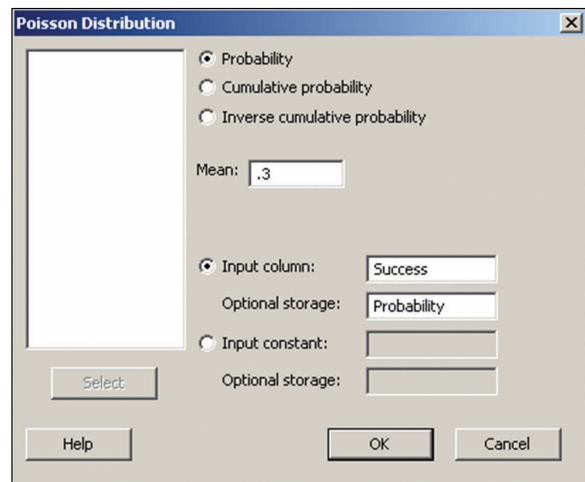 Poisson Distribution
Probability
Cumulative probability
Inverse cumulative probability
Mean: .3
Input column: Success
Optional storage: Probability
Input constant:
Optional storage:
Select
Help OK Cancel